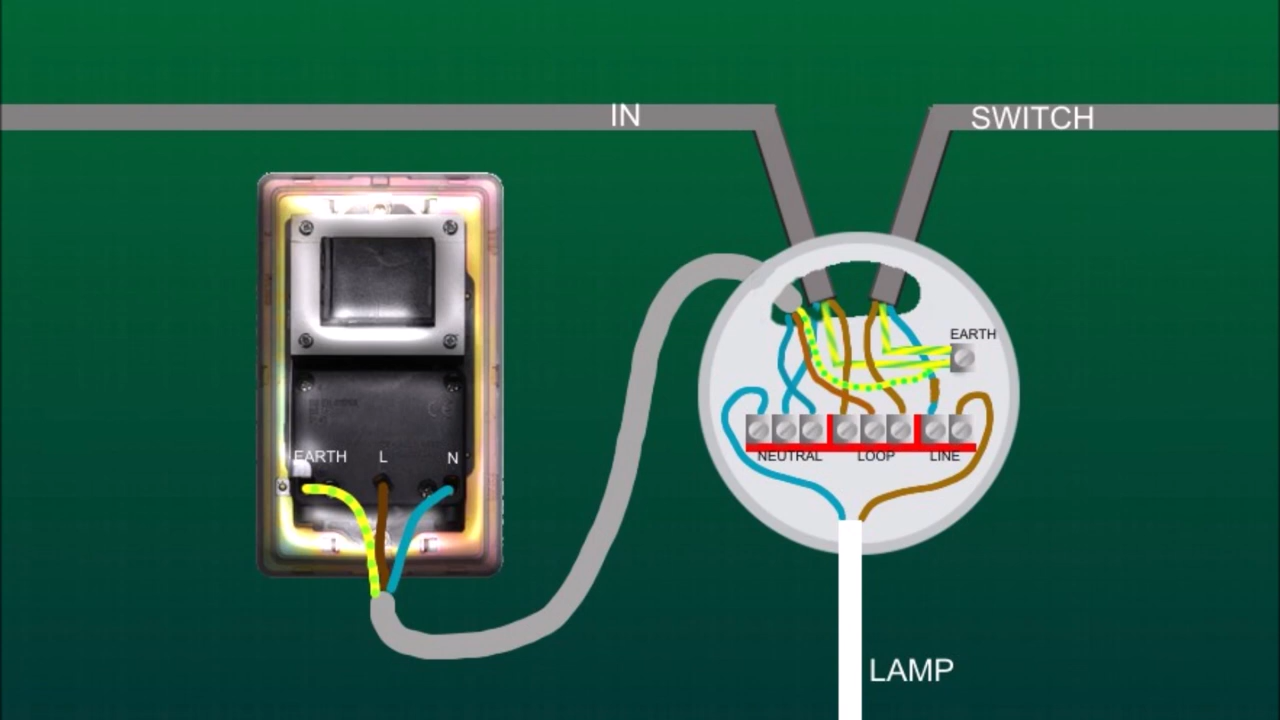 IN
SWITCH
EARTH
EARTH L N
NEUTRAL LOOP LINE
LAMP